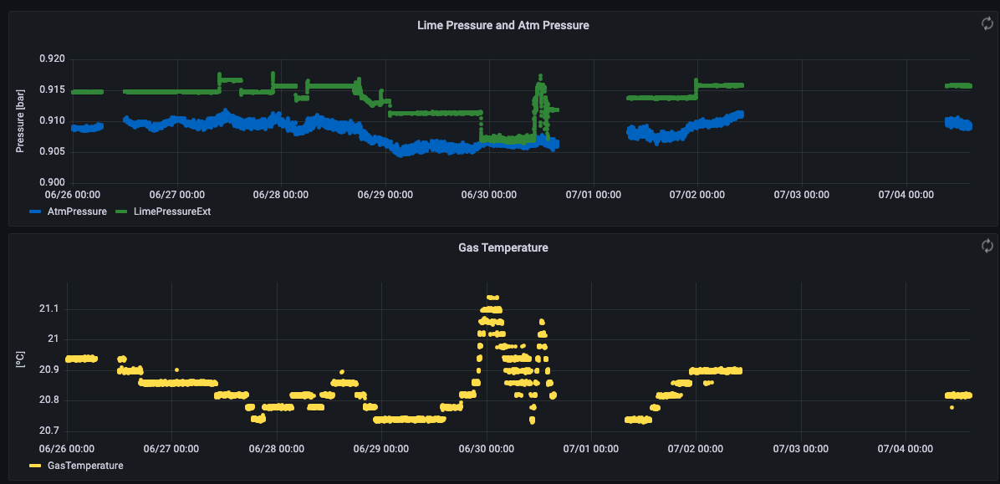 Lime Pressure and Atm Pressure
Pressure [bar]
0.920
0.915
0.910
0.905
0.900
06/26 00:00 06/27 00:00 06/28 00:00 06/29 00:00 06/30 00:00 07/01 00:00 07/02 00:00 07/03 00:00 07/04 00:00
AtmPressure LimePressureExt
Gas Temperature
[ºC]
21.1
21
20.9
20.8
20.7
06/26 00:00 06/27 00:00 06/28 00:00 06/29 00:00 06/30 00:00 07/01 00:00 07/02 00:00 07/03 00:00 07/04 00:00
GasTemperature